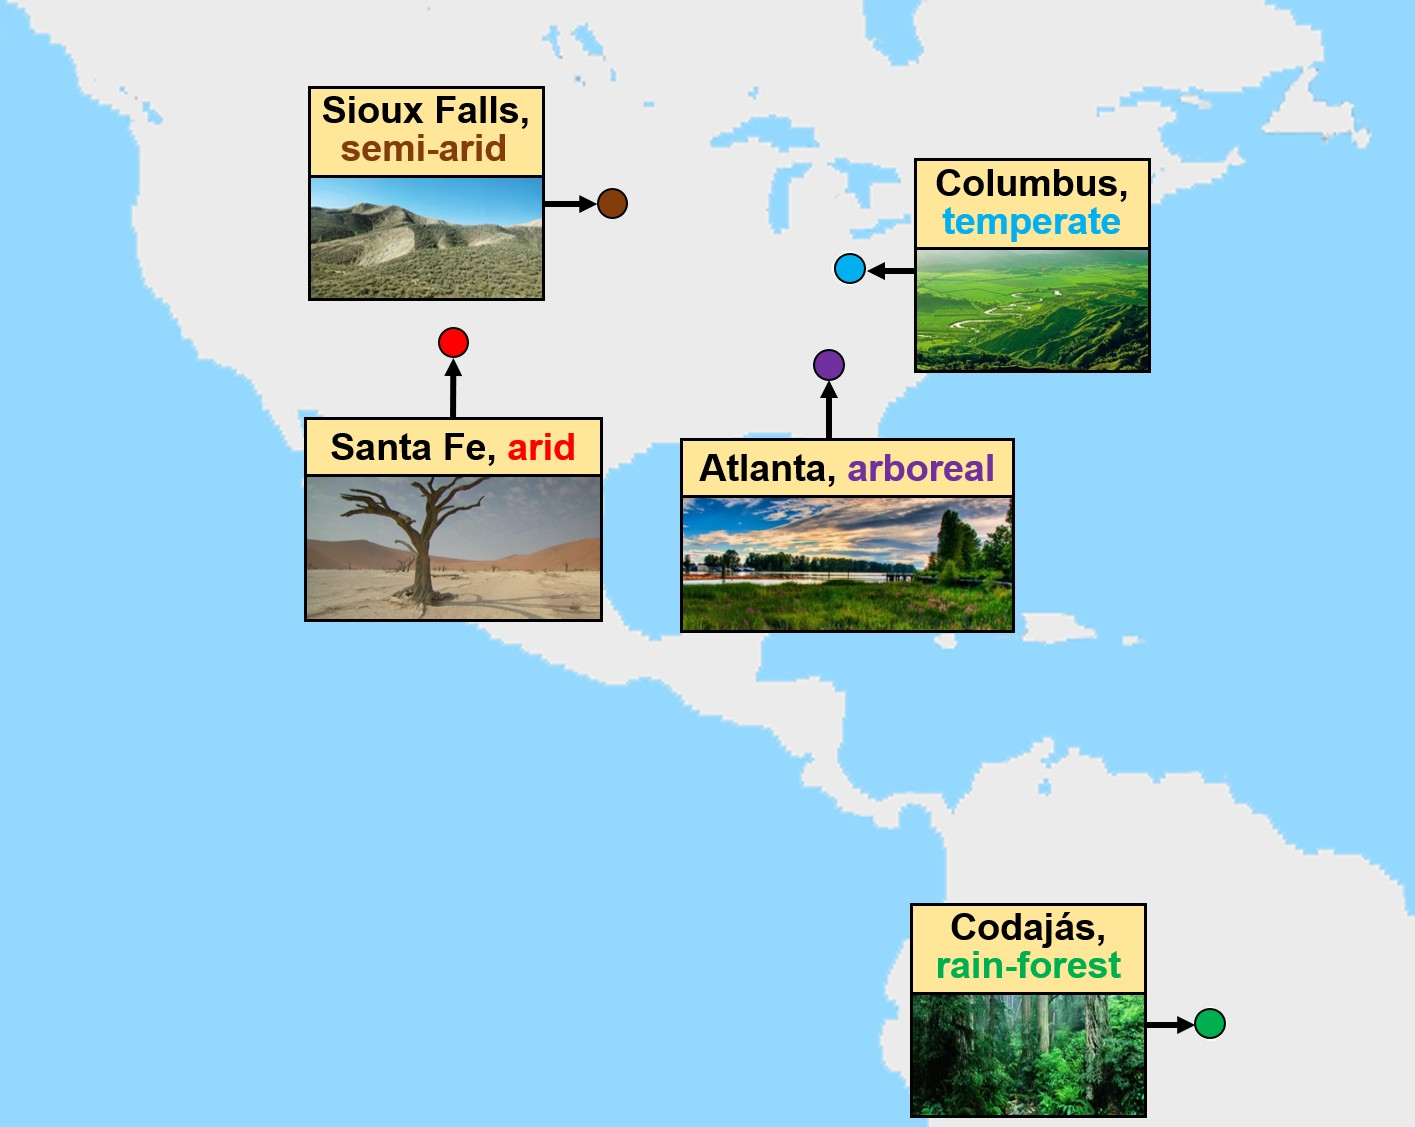 Sioux Falls,
semi-arid
Columbus,
temperate
Santa Fe, arid
Atlanta, arboreal
Codajás,
rain-forest